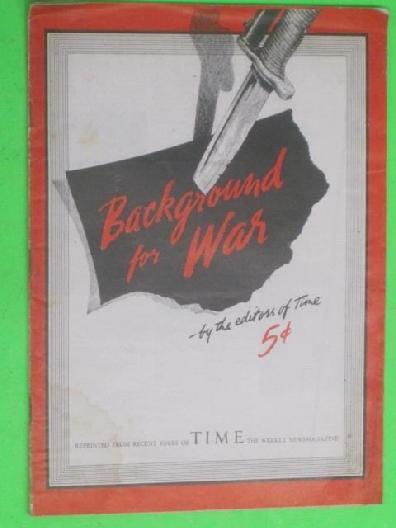 Background
for War
-by the editors of Time
5¢
REPRINTED FROM RECENT ISSUES OF TIME THE WEEKLY NEWSMAGAZINE